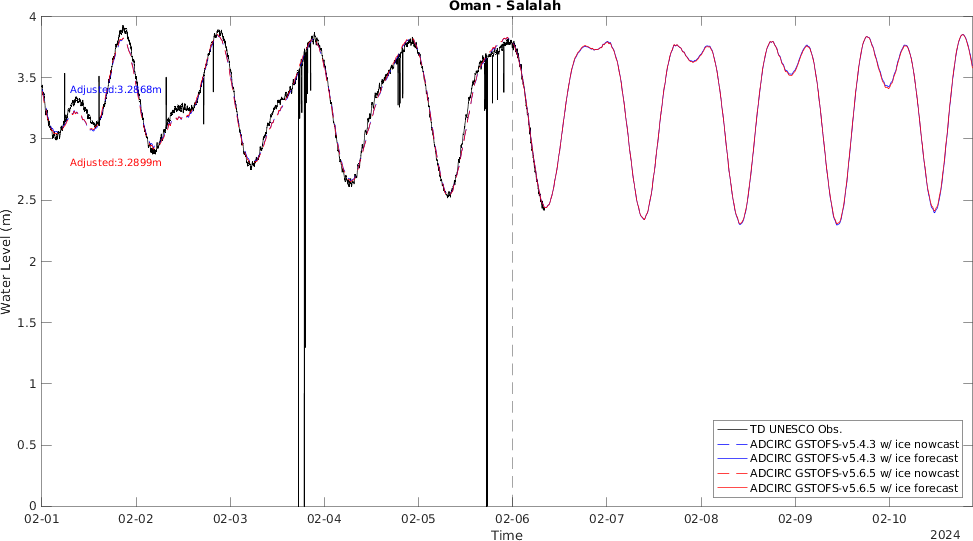 Oman - Salalah
4
3.5
3
2.5
2
1.5
1
0.5
0
Water Level (m)
Adjusted:3.2868m
Adjusted:3.2899m
TD UNESCO Obs.
ADCIRC GSTOFS-v5.4.3 w/ ice nowcast
ADCIRC GSTOFS-v5.4.3 w/ ice forecast
ADCIRC GSTOFS-v5.6.5 w/ ice nowcast
ADCIRC GSTOFS-v5.6.5 w/ ice forecast
02-01 02-02 02-03 02-04 02-05 02-06 02-07 02-08 02-09 02-10
Time
2024